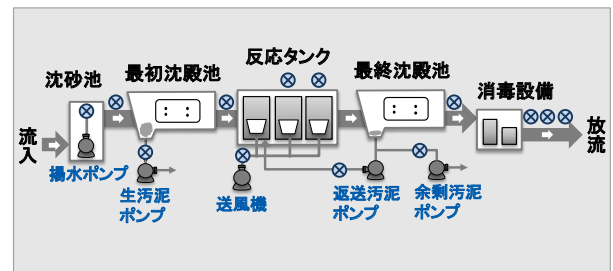 反応タンク
沈砂池
最初沈殿池
最終沈殿池
消毒設備
流入
放流
揚水ポンプ
生汚泥
ポンプ
送風機
返送汚泥
ポンプ
余剰汚泥
ポンプ